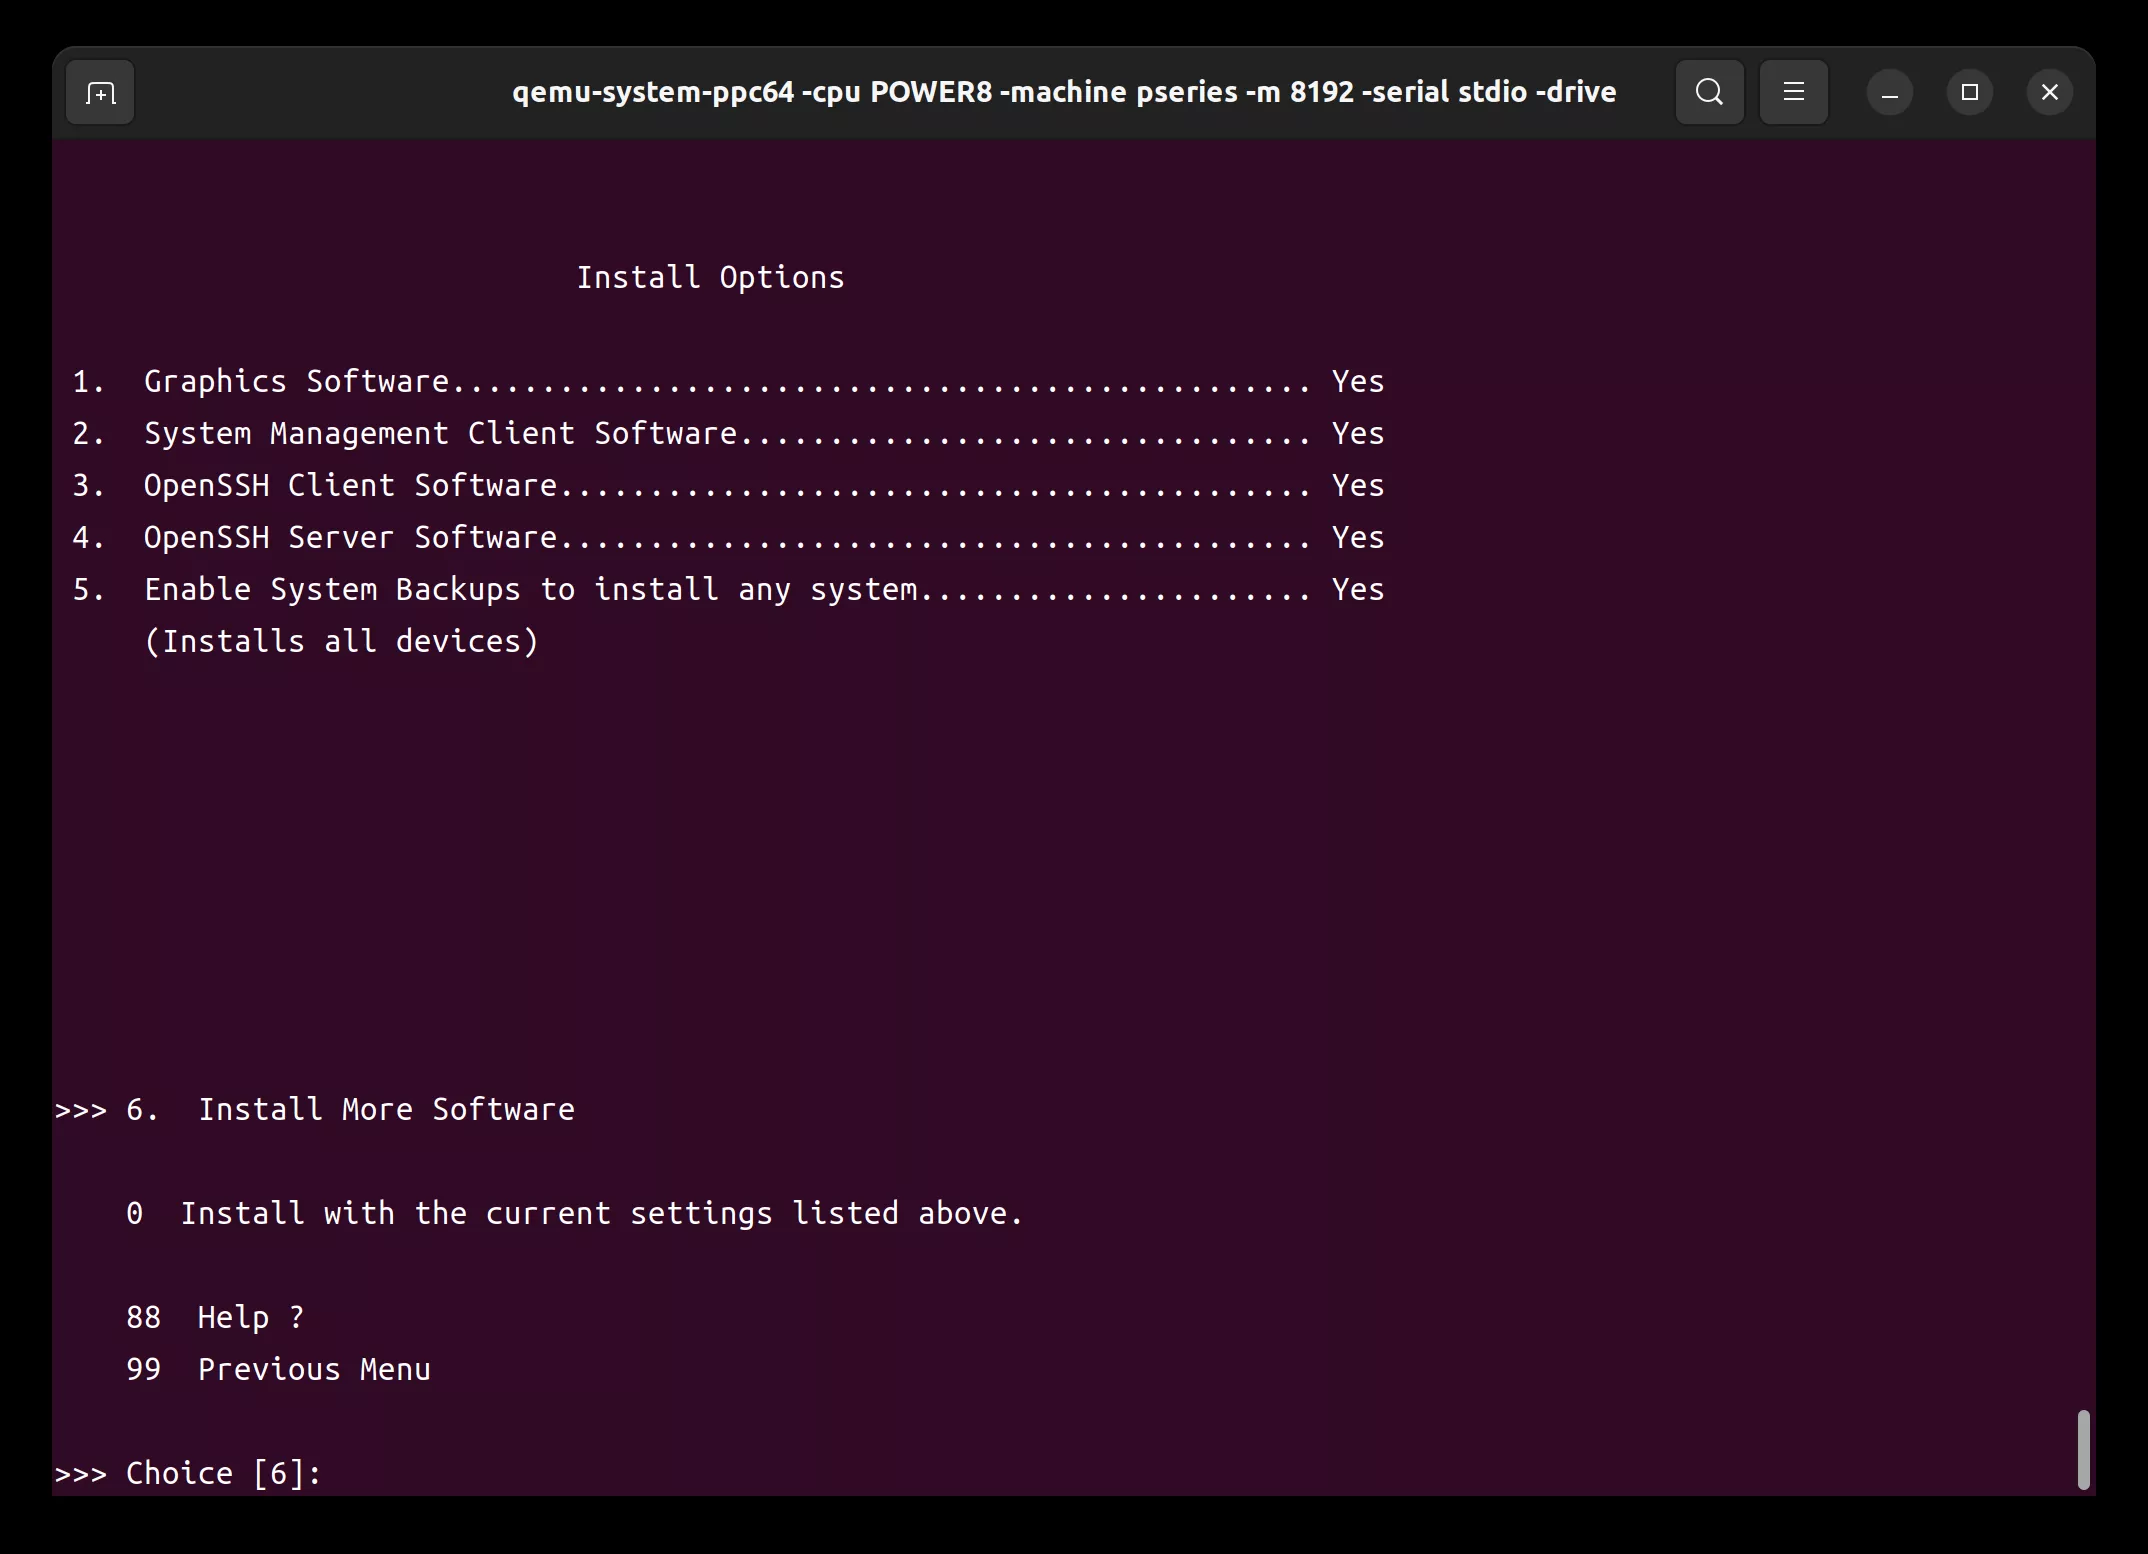 qemu-system-ppc64 -cpu POWER8 -machine pseries -m 8192 -serial stdio -drive
Install Options
1.  Graphics Software................................................ Yes
2.  System Management Client Software................................ Yes
3.  OpenSSH Client Software.......................................... Yes
4.  OpenSSH Server Software.......................................... Yes
5.  Enable System Backups to install any system...................... Yes
(Installs all devices)
>>> 6.  Install More Software
0  Install with the current settings listed above.
88  Help ?
99  Previous Menu
>>> Choice [6]: